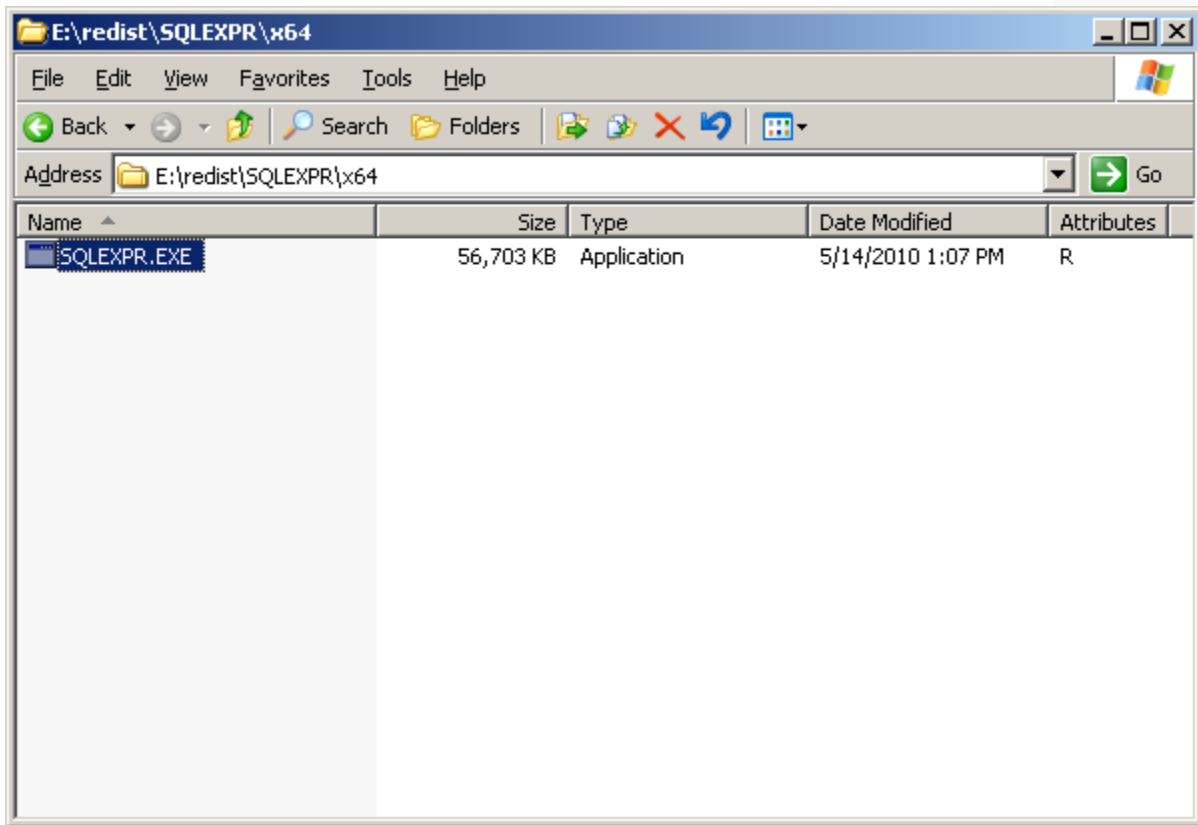 E:\redist\SQLEXPR\x64
File Edit View Favorites Tools Help
Back Search Folders
Address E:\redist\SQLEXPR\x64 Go
Name Size Type Date Modified Attributes
SQLEXPR.EXE 56,703 KB Application 5/14/2010 1:07 PM R